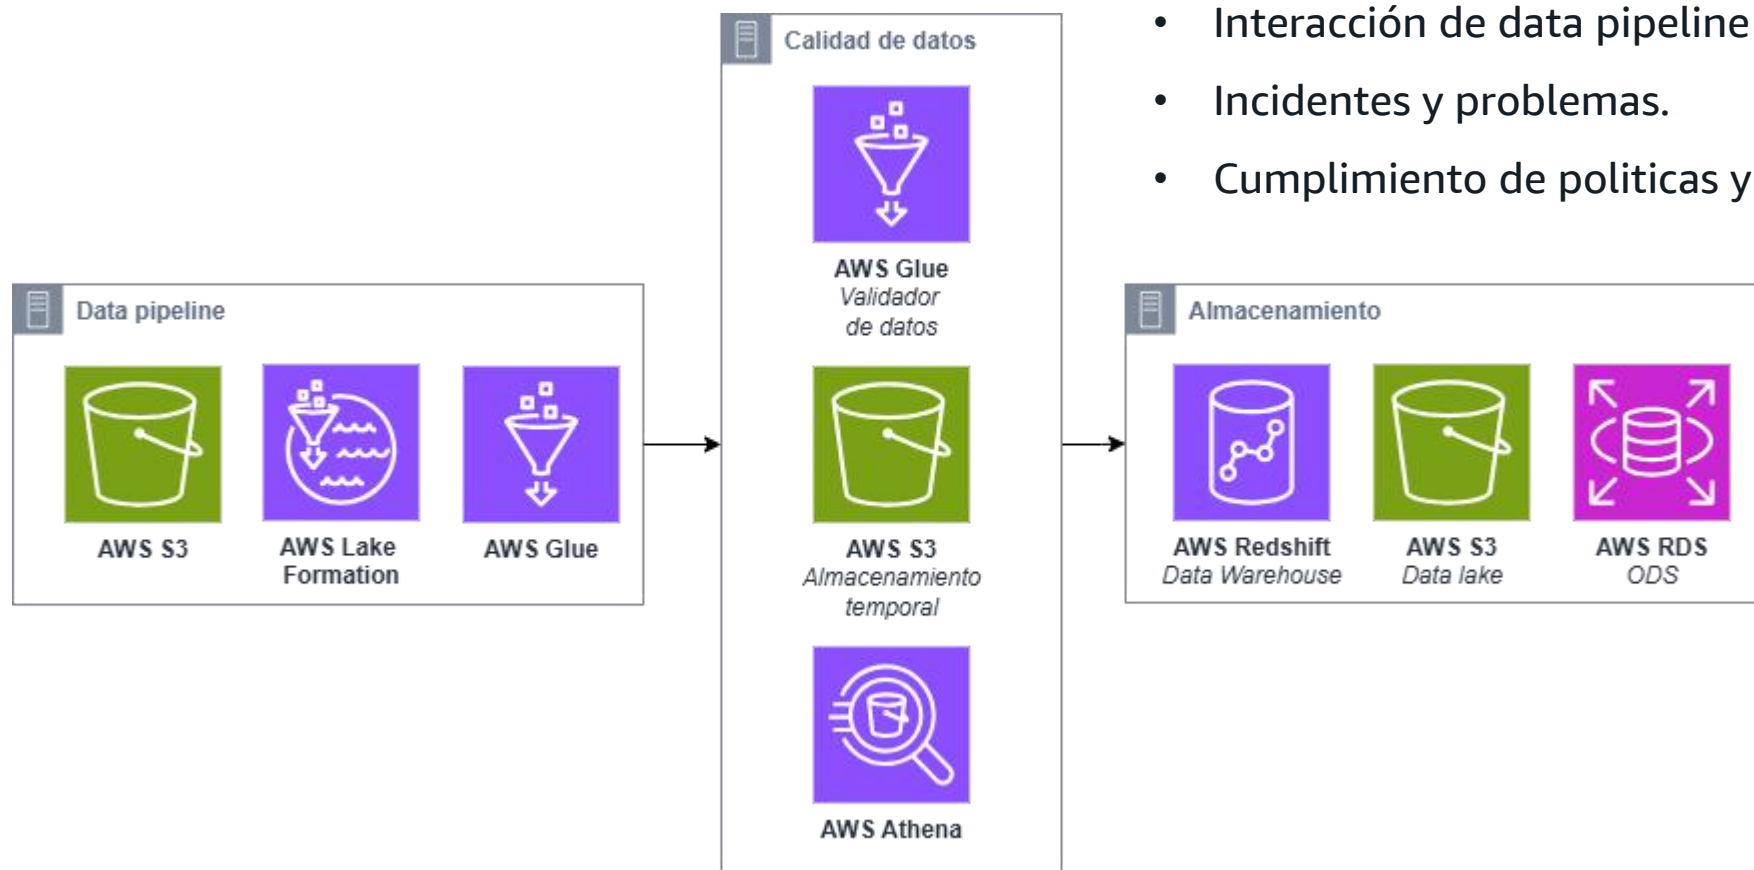 • Interacción de data pipeline
• Incidentes y problemas.
• Cumplimiento de politicas y
Calidad de datos
AWS Glue
Validador
de datos
AWS S3
Almacenamiento
temporal
AWS Athena
Data pipeline
AWS S3
AWS Lake
Formation
AWS Glue
Almacenamiento
AWS Redshift
Data Warehouse
AWS S3
Data lake
AWS RDS
ODS